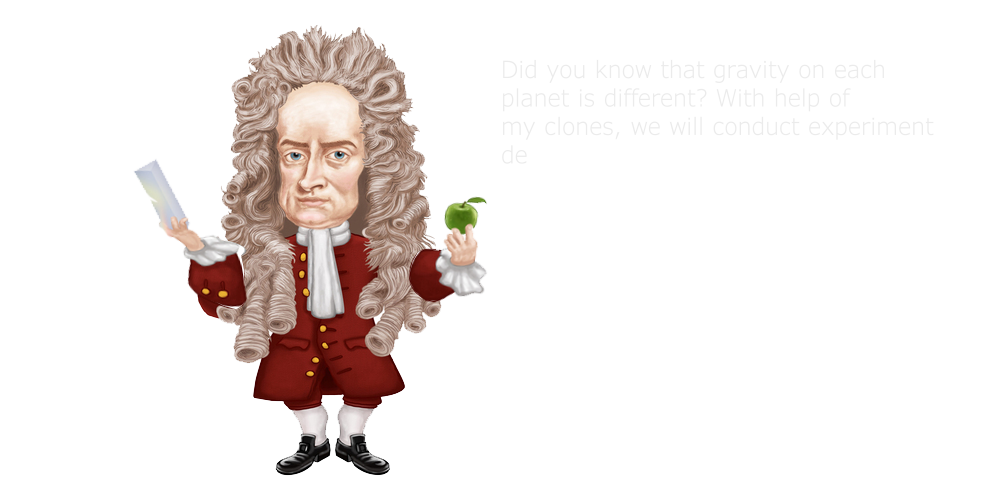 Did you know that gravity on each
planet is different? With help of
my clones, we will conduct experiment
de